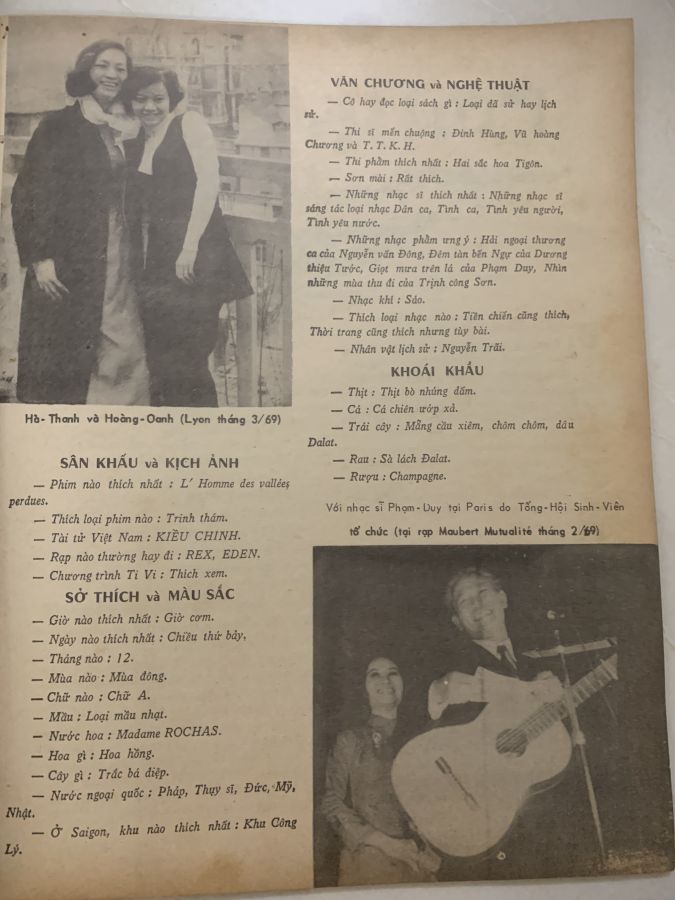 Hà-Thanh và Hoàng-Oanh (Lyon tháng 3/69)
SÂN KHẤU và KỊCH ẢNH
— Phim nào thích nhất : L' Homme des vallées
perdues.
— Thích loại phim nào : Trinh thám.
— Tài tử Việt Nam : KIỀU CHINH.
— Rạp nào thường hay đi : REX, EDEN.
— Chương trình Ti Vi : Thích xem.
SỞ THÍCH và MÀU SẮC
— Giờ nào thích nhất : Giờ cơm.
— Ngày nào thích nhất : Chiều thứ bảy,
— Tháng nào : 12.
— Mùa nào : Mùa đông.
— Chữ nào : Chữ A.
— Mầu : Loại mầu nhạt.
— Nước hoa : Madame ROCHAS.
— Hoa gì : Hoa hồng.
— Cây gì : Trắc bá diệp.
— Nước ngoại quốc : Pháp, Thụy sĩ, Đức, Mỹ,
Nhật.
— Ở Saigon, khu nào thích nhất : Khu Công
Lý.
VĂN CHƯƠNG và NGHỆ THUẬT
— Cô hay đọc loại sách gì : Loại dã sử hay lịch
sử.
— Thi sĩ mến chuộng : Đinh Hùng, Vũ hoàng
Chương và T. T. K. H.
— Thi phẩm thích nhất : Hai sắc hoa Tigôn.
— Sơn mài : Rất thích.
— Những nhạc sĩ thích nhất : Những nhạc sĩ
sáng tác loại nhạc Dân ca, Tình ca, Tình yêu người,
Tình yêu nước.
— Những nhạc phẩm ưng ý : Hải ngoại thương
ca của Nguyễn văn Đông, Đêm tàn bến Ngự của Dương
thiệu Tước, Giọt mưa trên lá của Phạm Duy, Nhìn
những mùa thu đi của Trịnh công Sơn.
— Nhạc khí : Sáo.
— Thích loại nhạc nào : Tiền chiến cũng thích,
Thời trang cũng thích nhưng tùy bài.
— Nhân vật lịch sử : Nguyễn Trãi.
KHOÁI KHẨU
— Thịt : Thịt bò nhúng dấm.
— Cá : Cá chiên ướp xả.
— Trái cây : Mằng cầu xiêm, chôm chôm, dâu
Dalat.
— Rau : Sà lách Đalat.
— Rượu : Champagne.
Với nhạc sĩ Phạm-Duy tại Paris do Tổng-Hội Sinh-Viên
tổ chức (tại rạp Maubert Mutualité tháng 2/69)